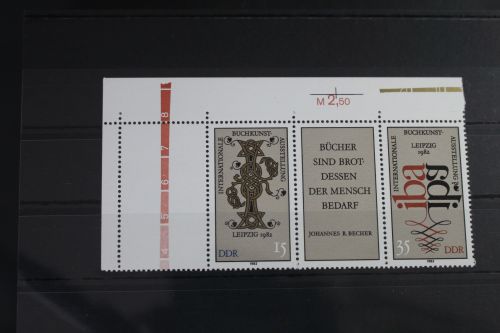 M 2,50
8
7
6
5
4
INTERNATIONALE
BUCHKUNST-
AUSSTELLUNG
LEIPZIG 1982
DDR
15
1982
BÜCHER
SIND BROT-
DESSEN
DER MENSCH
BEDARF
JOHANNES R. BECHER
INTERNATIONALE
BUCHKUNST-
AUSSTELLUNG
LEIPZIG
1982
iba
iba
35
DDR
1982